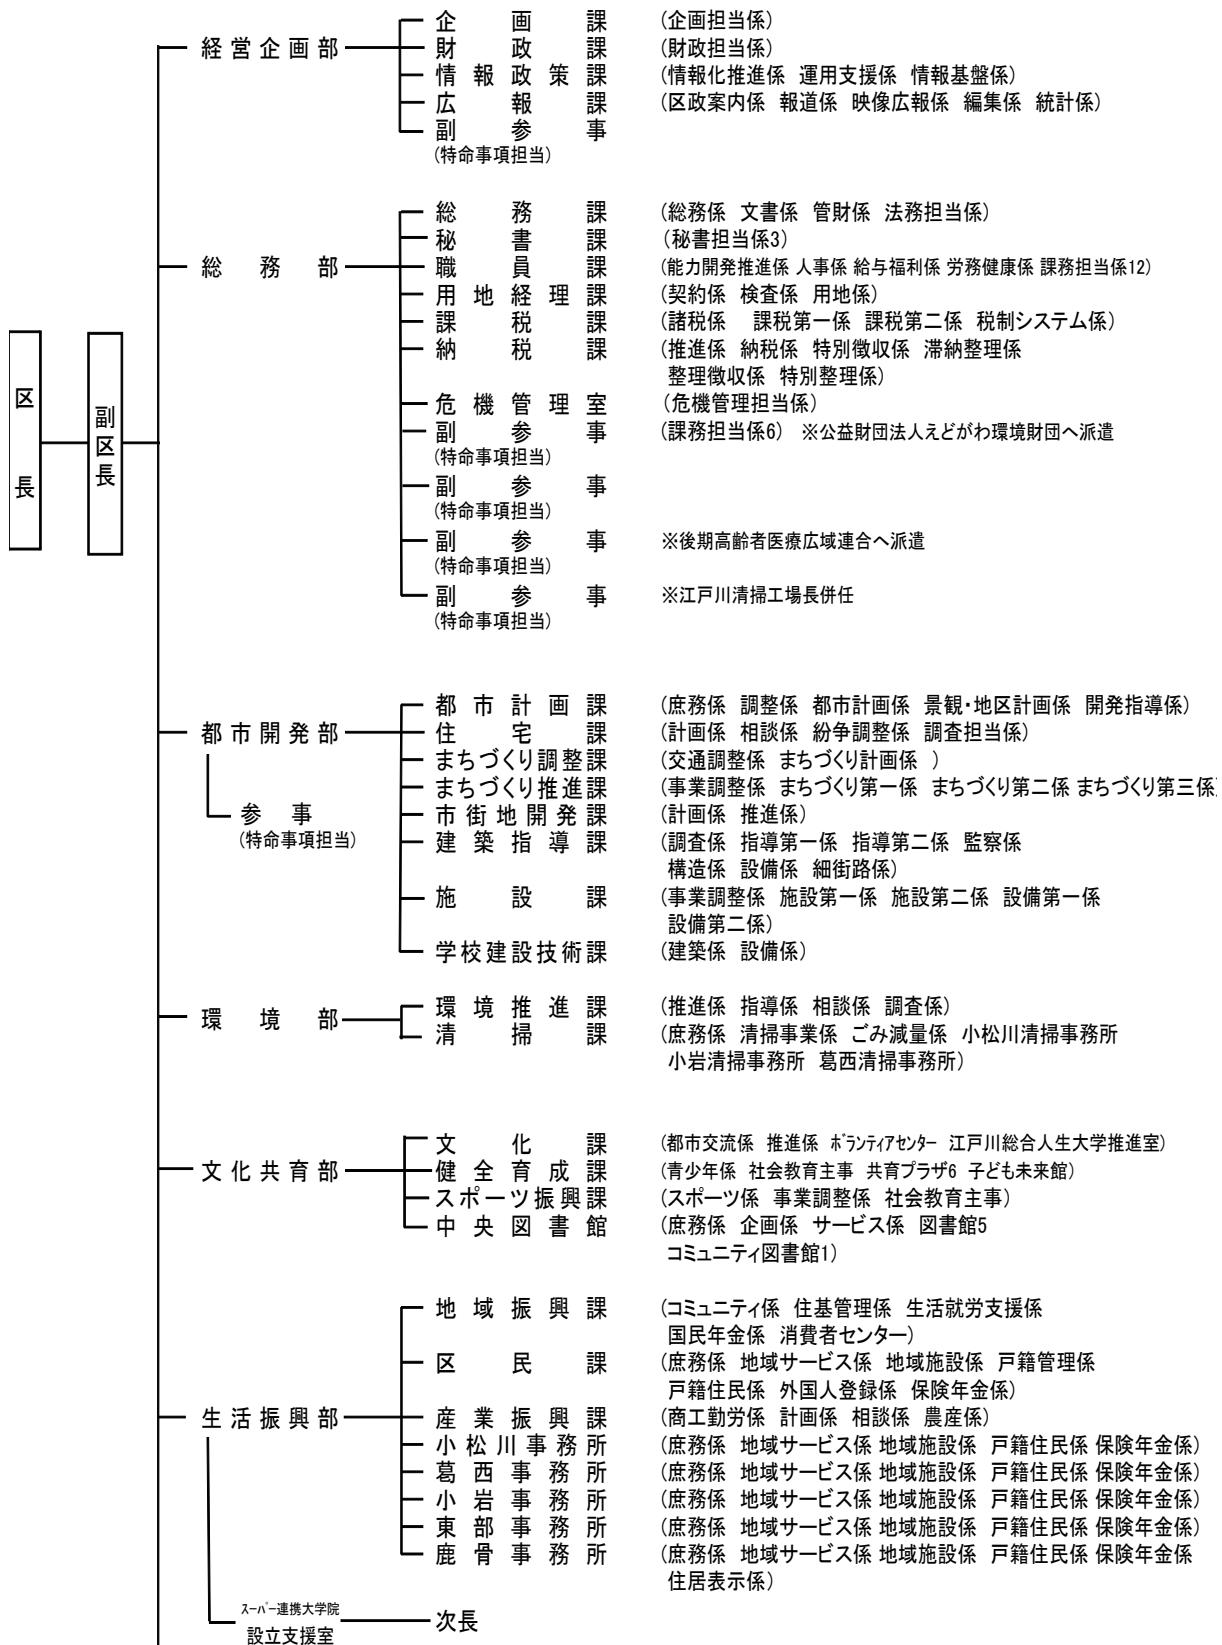 企画課 (企画担当係)
経営企画部 財政課 (財政担当係)
情報政策課 (情報化推進係 運用支援係 情報基盤係)
広報課 (区政案内係 報道係 映像広報係 編集係 統計係)
副参事
(特命事項担当)
総務課 (総務係 文書係 管財係 法務担当係)
秘書課 (秘書担当係3)
総務部 職員課 (能力開発推進係 人事係 給与福利係 労務健康係 課務担当係12)
用地経理課 (契約係 検査係 用地係)
課税課 (諸税係 課税第一係 課税第二係 税制システム係)
納税課 (推進係 納税係 特別徴収係 滞納整理係
整理徴収係 特別整理係)
区長
副区長
危機管理室 (危機管理担当係)
副参事 (課務担当係6) ※公益財団法人えどがわ環境財団へ派遣
(特命事項担当)
副参事
(特命事項担当)
副参事 ※後期高齢者医療広域連合へ派遣
(特命事項担当)
副参事 ※江戸川清掃工場長併任
(特命事項担当)
都市計画課 (庶務係 調整係 都市計画係 景観・地区計画係 開発指導係)
都市開発部 住宅課 (計画係 相談係 紛争調整係 調査担当係)
まちづくり調整課 (交通調整係 まちづくり計画係 )
まちづくり推進課 (事業調整係 まちづくり第一係 まちづくり第二係 まちづくり第三係)
参事 市街地開発課 (計画係 推進係)
(特命事項担当) 建築指導課 (調査係 指導第一係 指導第二係 監察係
構造係 設備係 細街路係)
施設課 (事業調整係 施設第一係 施設第二係 設備第一係
設備第二係)
学校建設技術課 (建築係 設備係)
環境部 環境推進課 (推進係 指導係 相談係 調査係)
清掃課 (庶務係 清掃事業係 ごみ減量係 小松川清掃事務所
小岩清掃事務所 葛西清掃事務所)
文化課 (都市交流係 推進係 ボランティアセンター 江戸川総合人生大学推進室)
文化共育部 健全育成課 (青少年係 社会教育主事 共育プラザ6 子ども未来館)
スポーツ振興課 (スポーツ係 事業調整係 社会教育主事)
中央図書館 (庶務係 企画係 サービス係 図書館5
コミュニティ図書館1)
地域振興課 (コミュニティ係 住基管理係 生活就労支援係
国民年金係 消費者センター)
区民課 (庶務係 地域サービス係 地域施設係 戸籍管理係
戸籍住民係 外国人登録係 保険年金係)
生活振興部 産業振興課 (商工勤労係 計画係 相談係 農産係)
小松川事務所 (庶務係 地域サービス係 地域施設係 戸籍住民係 保険年金係)
葛西事務所 (庶務係 地域サービス係 地域施設係 戸籍住民係 保険年金係)
小岩事務所 (庶務係 地域サービス係 地域施設係 戸籍住民係 保険年金係)
東部事務所 (庶務係 地域サービス係 地域施設係 戸籍住民係 保険年金係)
鹿骨事務所 (庶務係 地域サービス係 地域施設係 戸籍住民係 保険年金係
住居表示係)
スーパー連携大学院
設立支援室 次長